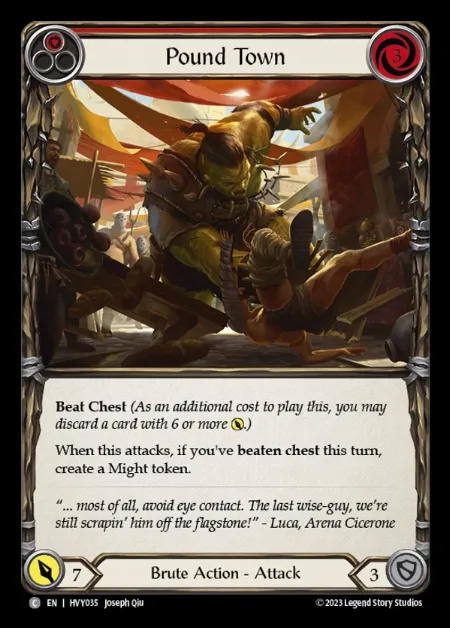 Pound Town
3
Beat Chest (As an additional cost to play this, you may
discard a card with 6 or more .)
When this attacks, if you've beaten chest this turn,
create a Might token.
“... most of all, avoid eye contact. The last wise-guy, we're
still scrapin' him off the flagstone!” - Luca, Arena Cicerone
7
Brute Action - Attack
3
C EN | HVY035 Joseph Qiu
© 2023 Legend Story Studios